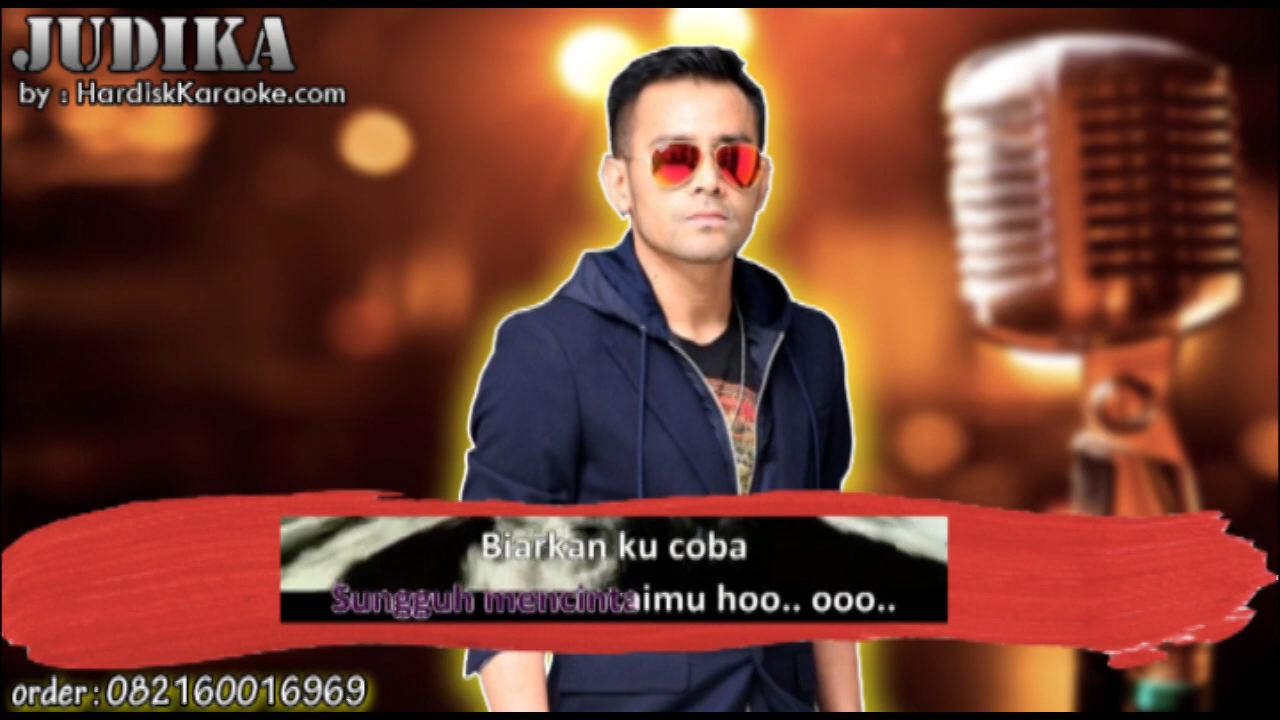 JUDIKA
by : HardiskKaraoke.com
Biarkan ku coba
Sungguh mencintaimu hoo.. ooo..
order : 082160016969